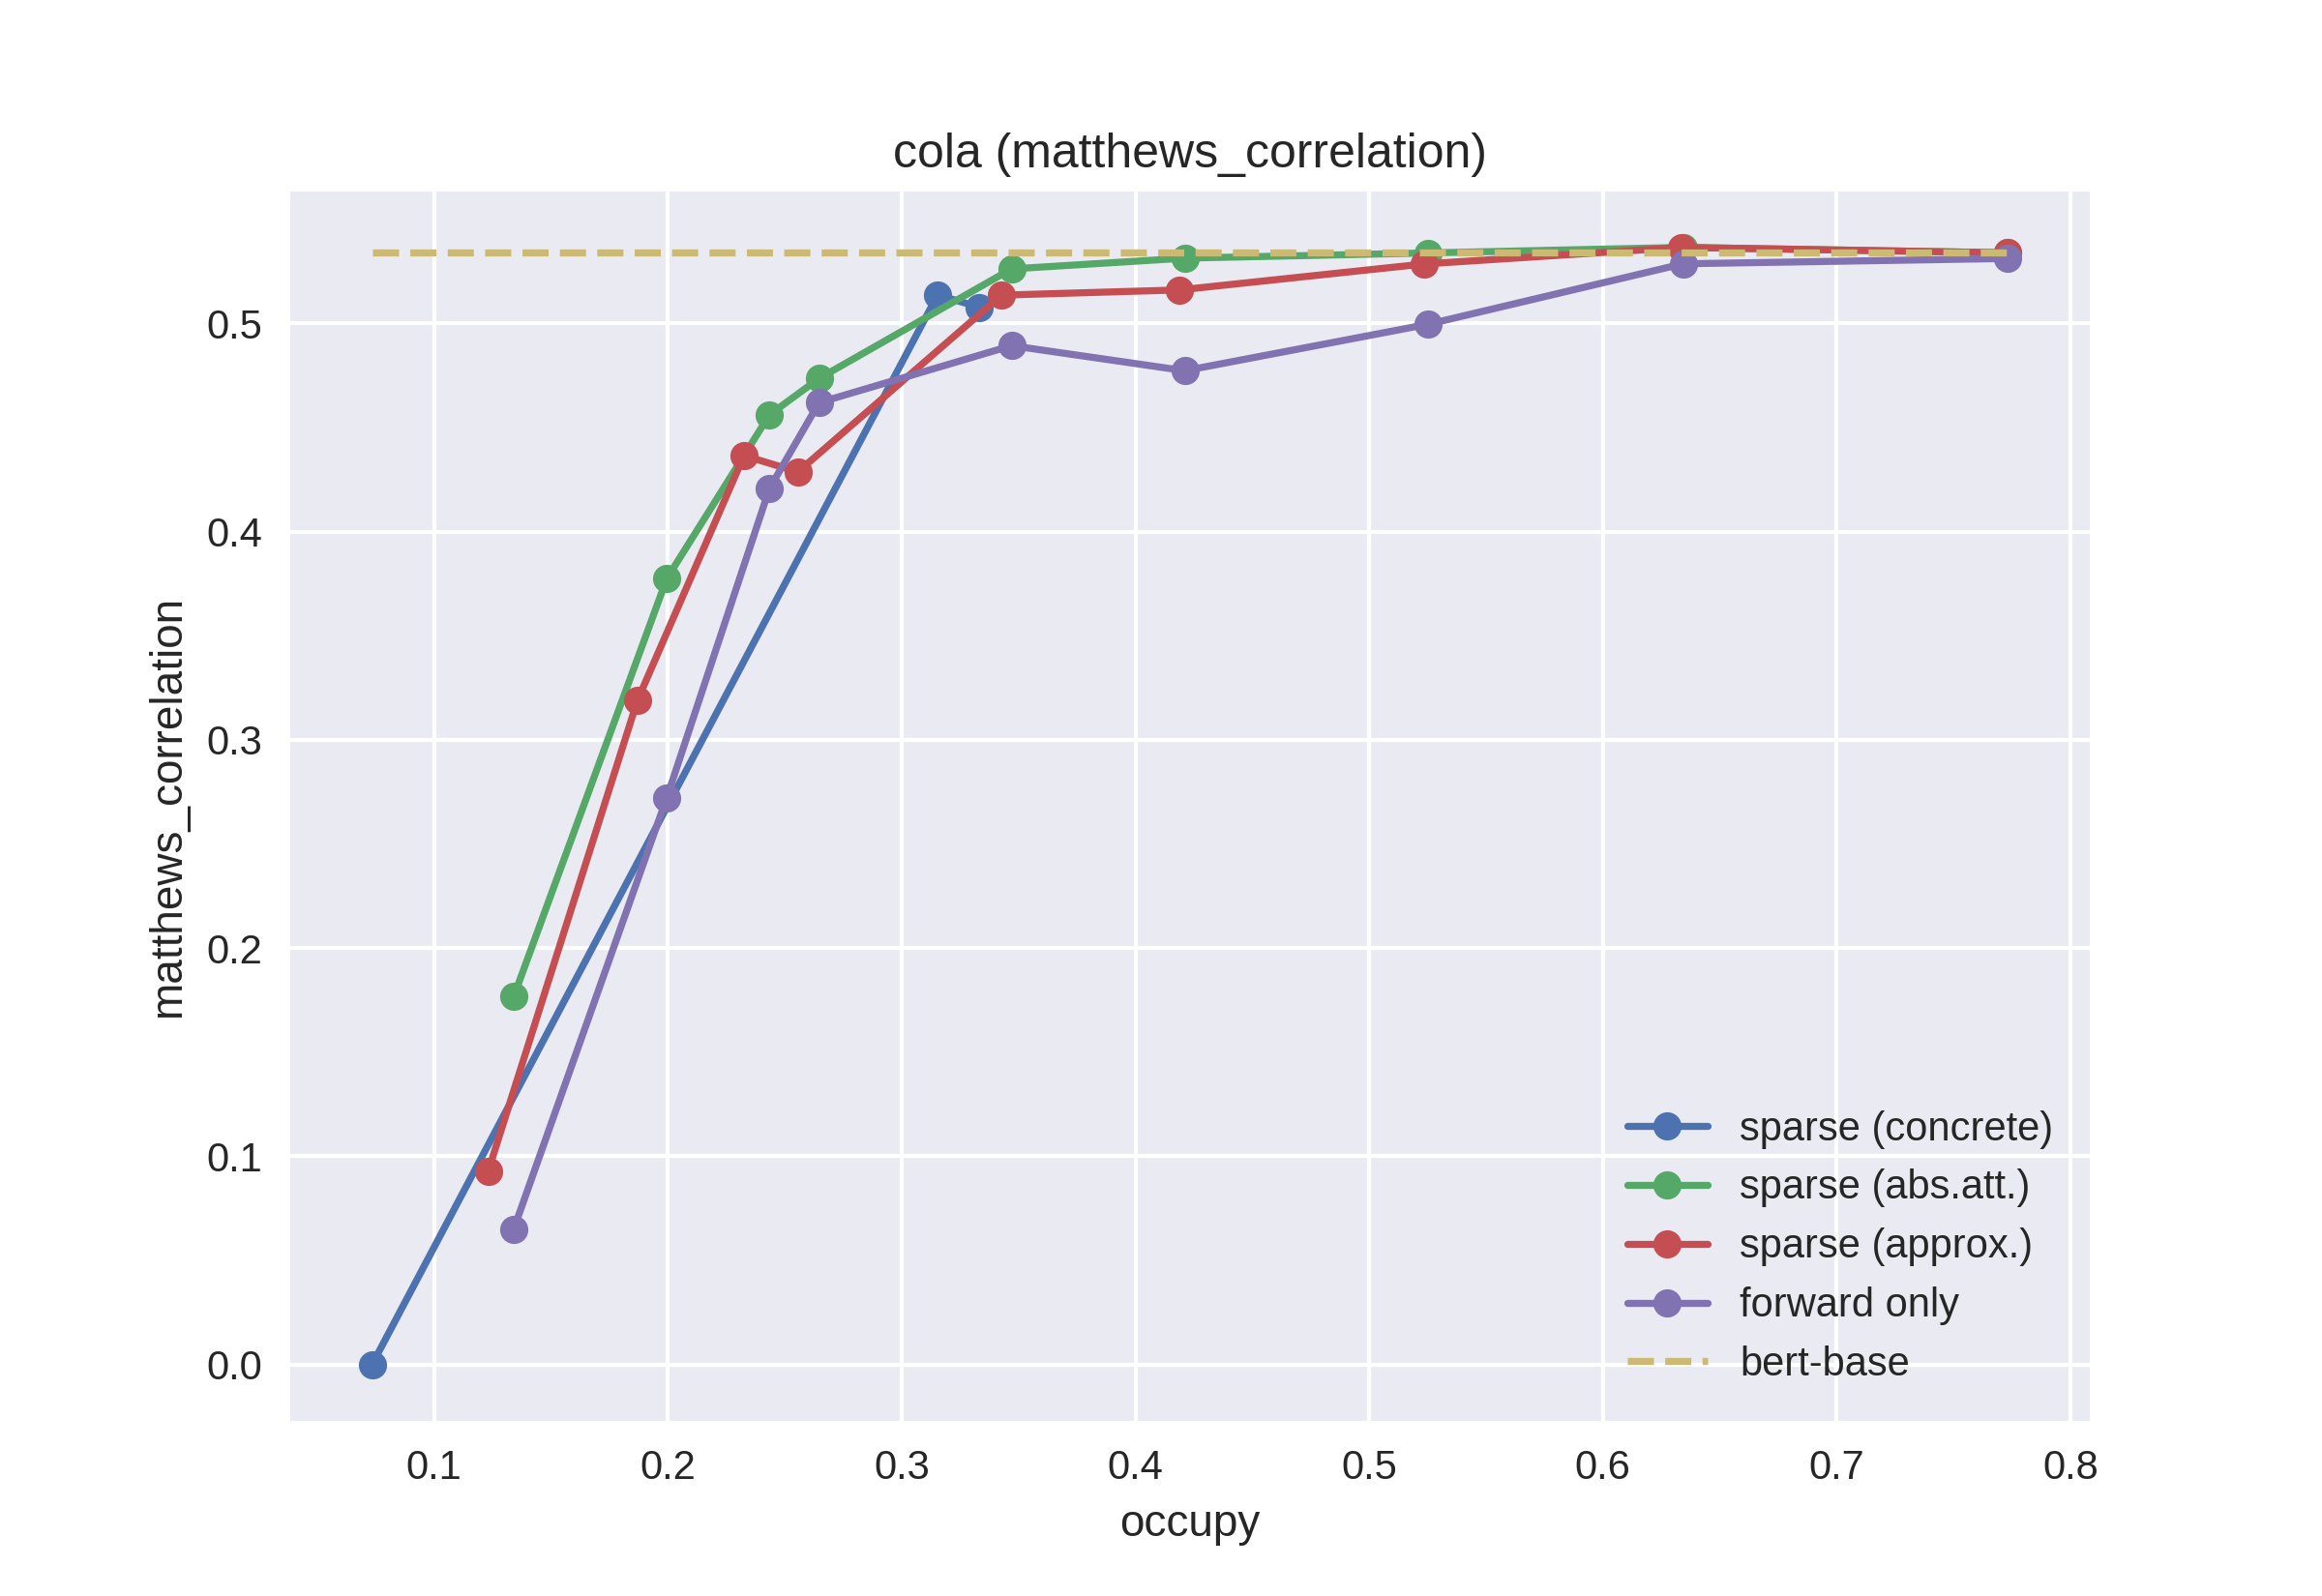 cola (matthews_correlation)
matthews_correlation
0.5
0.4
0.3
0.2
0.1
0.0
sparse (concrete)
sparse (abs.att.)
sparse (approx.)
forward only
bert-base
0.1 0.2 0.3 0.4 0.5 0.6 0.7 0.8
occupy